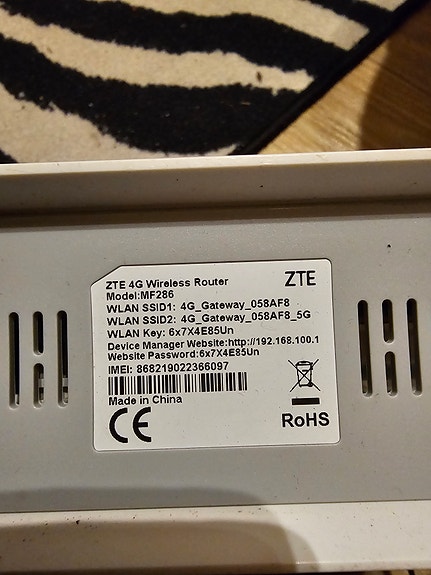 ZTE 4G Wireless Router
ZTE
Model:MF286
WLAN SSID1: 4G_Gateway_058AF8
WLAN SSID2: 4G_Gateway_058AF8_5G
WLAN Key: 6x7X4E85Un
Device Manager Website:http://192.168.100.1
Website Password:6x7X4E85Un
IMEI: 868219022366097
Made in China
CE
RoHS